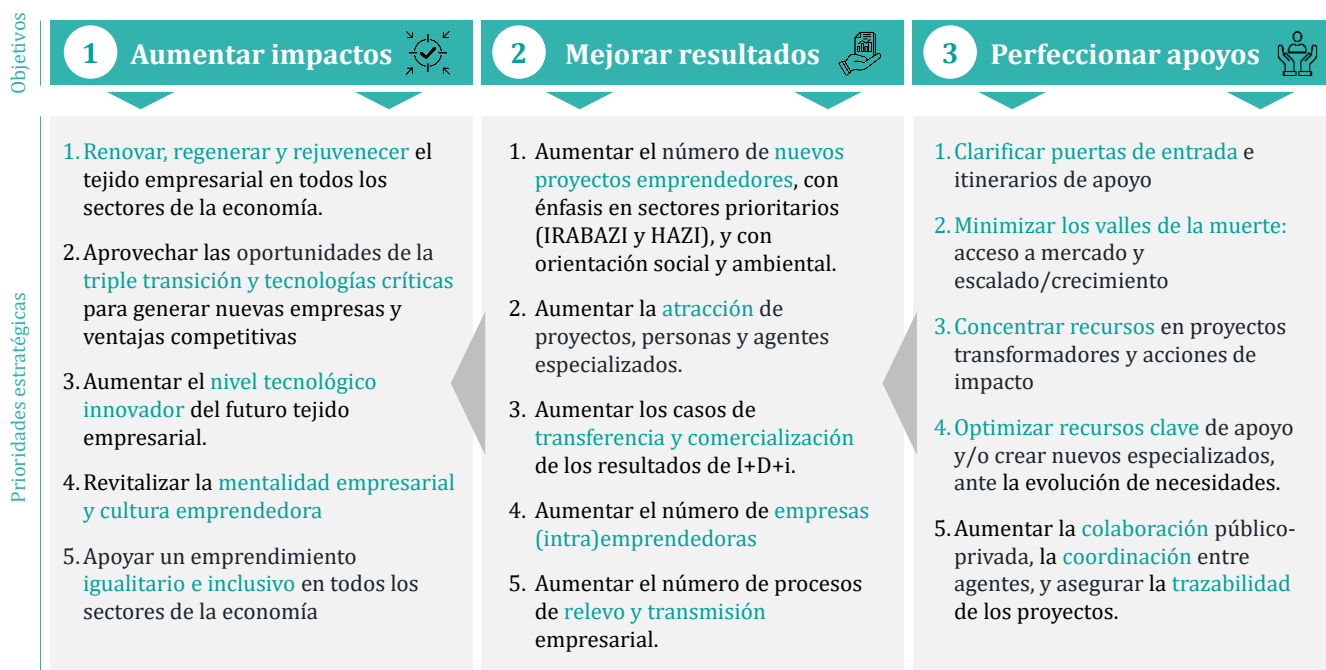 Objetivos
1 Aumentar impactos
2 Mejorar resultados
3 Perfeccionar apoyos
Prioridades estratégicas
1. Renovar, regenerar y rejuvenecer el
tejido empresarial en todos los
sectores de la economía.
2. Aprovechar las oportunidades de la
triple transición y tecnologías críticas
para generar nuevas empresas y
ventajas competitivas
3. Aumentar el nivel tecnológico
innovador del futuro tejido
empresarial.
4. Revitalizar la mentalidad empresarial
y cultura emprendedora
5. Apoyar un emprendimiento
igualitario e inclusivo en todos los
sectores de la economía
1. Aumentar el número de nuevos
proyectos emprendedores, con
énfasis en sectores prioritarios
(IRABAZI y HAZI), y con
orientación social y ambiental.
2. Aumentar la atracción de
proyectos, personas y agentes
especializados.
3. Aumentar los casos de
transferencia y comercialización
de los resultados de I+D+i.
4. Aumentar el número de empresas
(intra)emprendedoras
5. Aumentar el número de procesos
de relevo y transmisión
empresarial.
1. Clarificar puertas de entrada e
itinerarios de apoyo
2. Minimizar los valles de la muerte:
acceso a mercado y
escalado/crecimiento
3. Concentrar recursos en proyectos
transformadores y acciones de
impacto
4. Optimizar recursos clave de apoyo
y/o crear nuevos especializados,
ante la evolución de necesidades.
5. Aumentar la colaboración público-
privada, la coordinación entre
agentes, y asegurar la trazabilidad
de los proyectos.